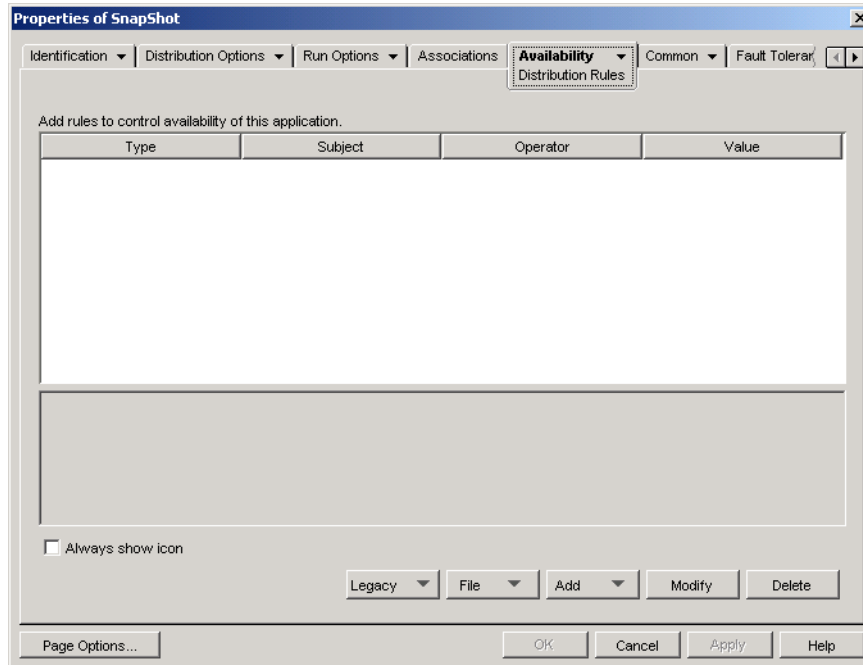 Properties of SnapShot
Identification Distribution Options Run Options Associations Availability Common Fault Toleran
Distribution Rules
Add rules to control availability of this application.
Type Subject Operator Value
Always show icon
Legacy File Add Modify Delete
Page Options... OK Cancel Apply Help